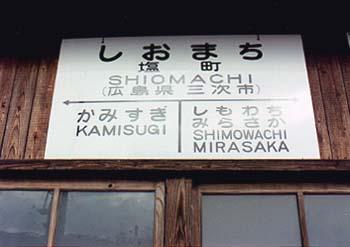 しおまち
塩町
SHIOMACHI
(広島県 三次市)
かみすぎ
KAMISUGI
しもわち
みらさか
SHIMOWACHI
MIRASAKA